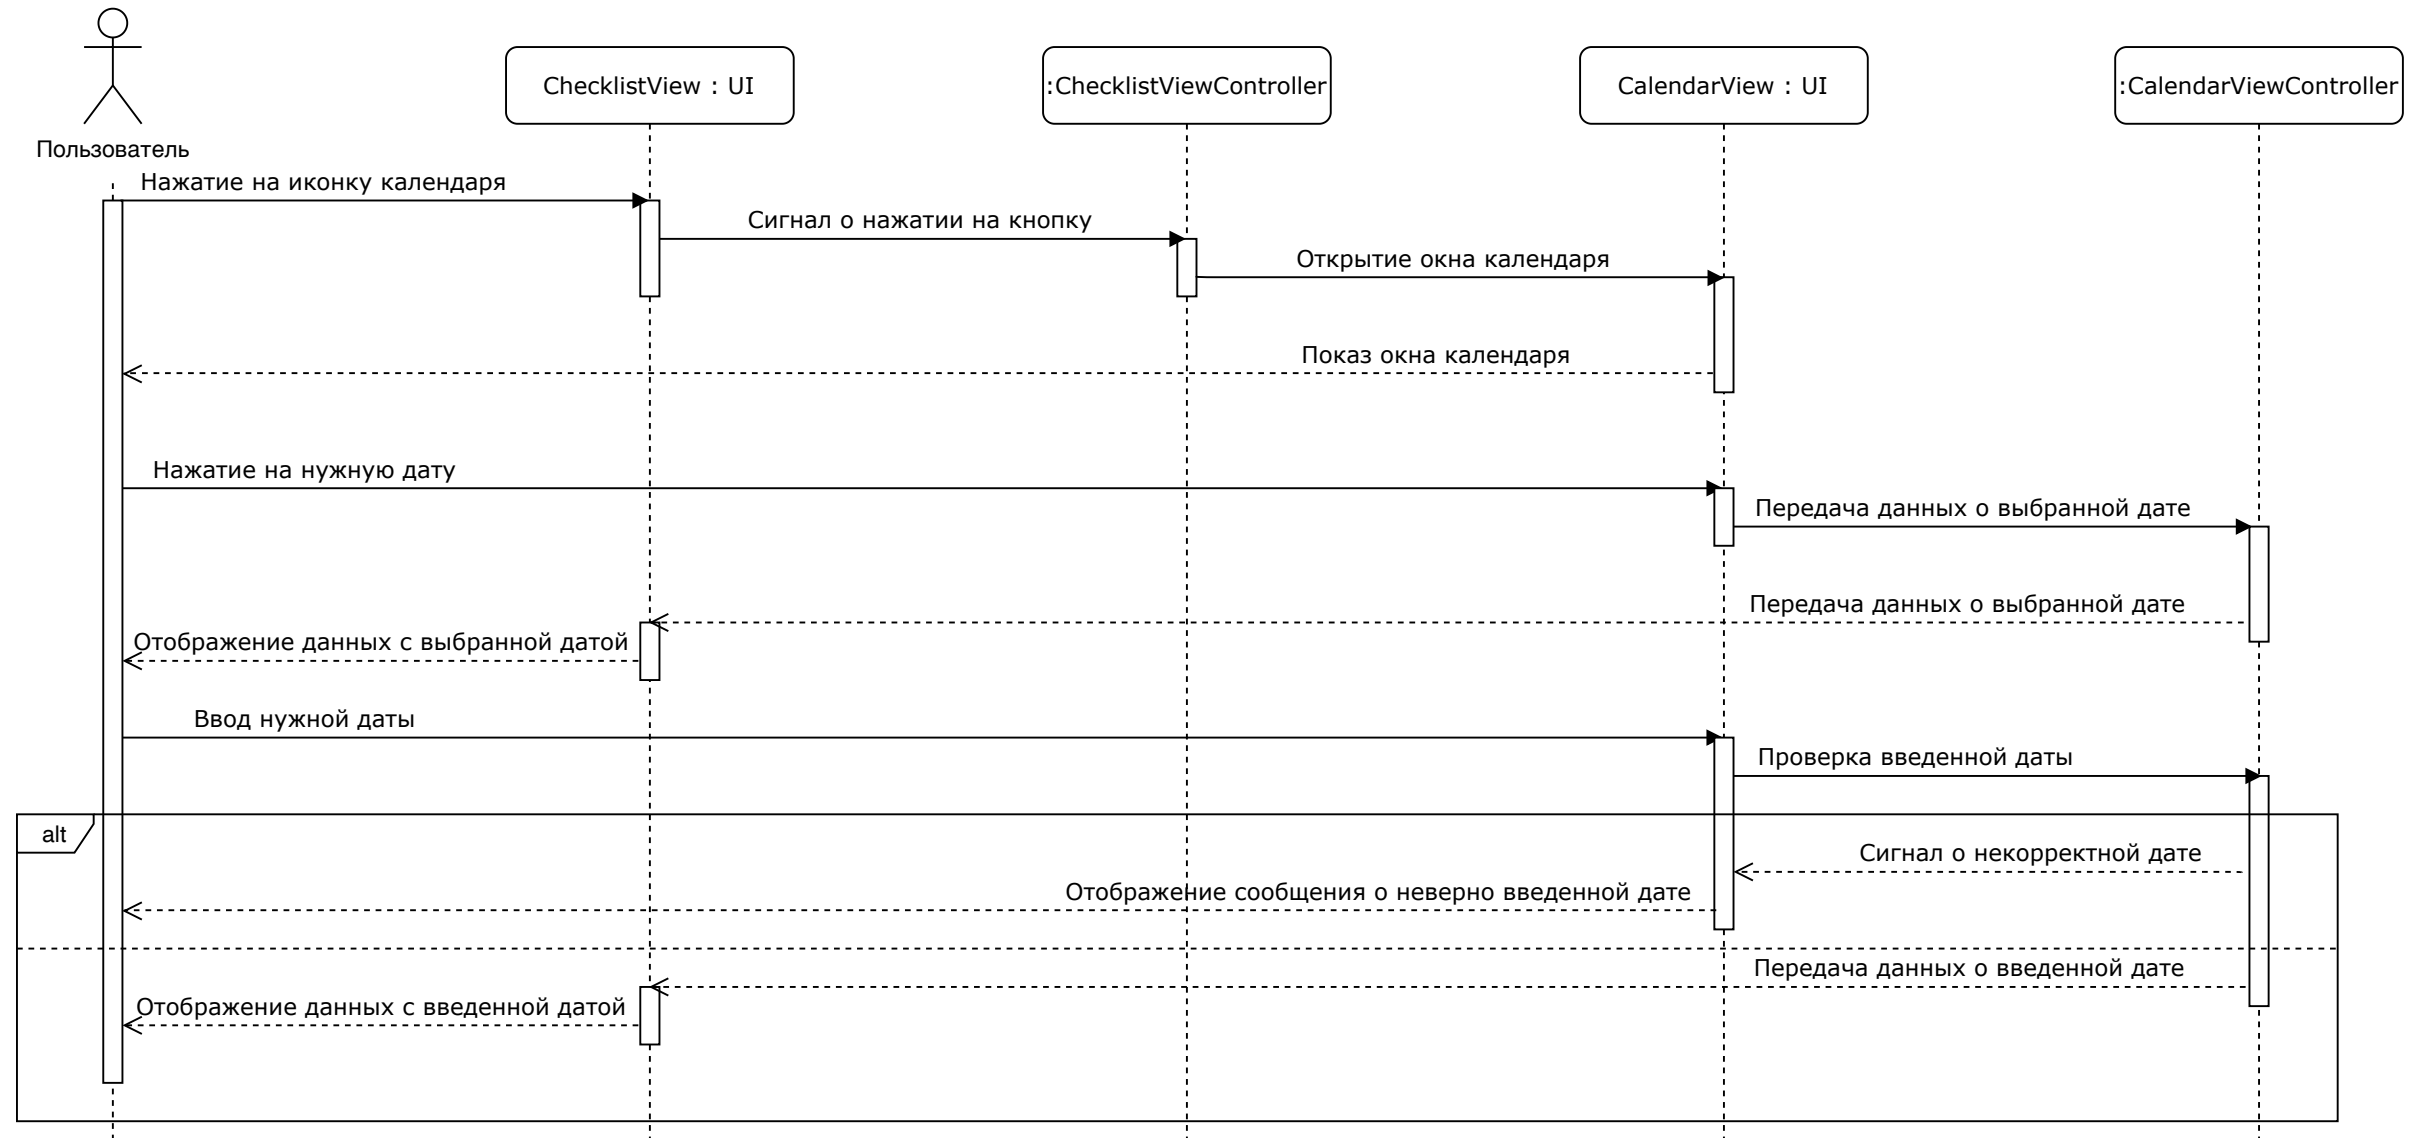 ChecklistView : UI
:ChecklistViewController
CalendarView : UI
:CalendarViewController
Пользователь
Нажатие на иконку календаря
Сигнал о нажатии на кнопку
Открытие окна календаря
Показ окна календаря
Нажатие на нужную дату
Передача данных о выбранной дате
Передача данных о выбранной дате
Отображение данных с выбранной датой
Ввод нужной даты
Проверка введенной даты
alt
Сигнал о некорректной дате
Отображение сообщения о неверно введенной дате
Передача данных о введенной дате
Отображение данных с введенной датой